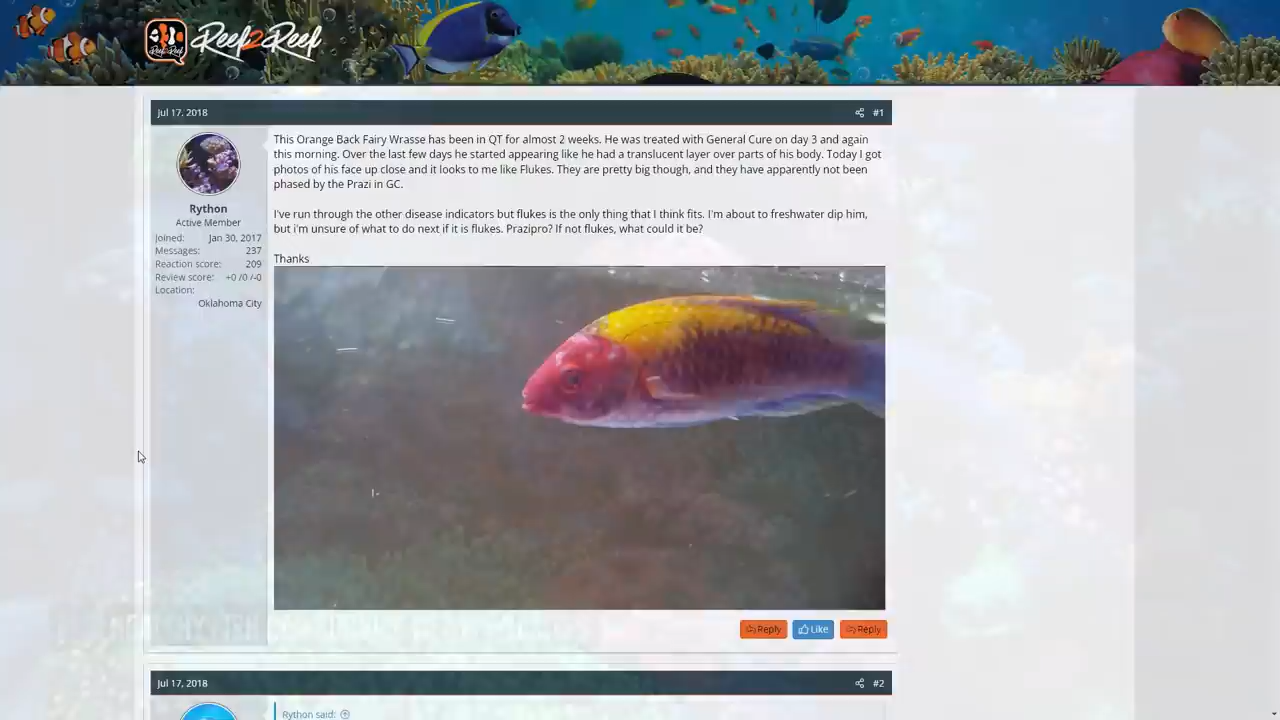 Reef2Reef
Jul 17, 2018
#1
Rython
Active Member
Joined: Jan 30, 2017
Messages: 237
Reaction score: 209
Review score: +0 /0 /-0
Location:
Oklahoma City
This Orange Back Fairy Wrasse has been in QT for almost 2 weeks. He was treated with General Cure on day 3 and again
this morning. Over the last few days he started appearing like he had a translucent layer over parts of his body. Today I got
photos of his face up close and it looks to me like Flukes. They are pretty big though, and they have apparently not been
phased by the Prazi in GC.
I've run through the other disease indicators but flukes is the only thing that I think fits. I'm about to freshwater dip him,
but i'm unsure of what to do next if it is flukes. Prazipro? If not flukes, what could it be?
Thanks
Reply
Like
Reply
Jul 17, 2018
#2
Rython said: